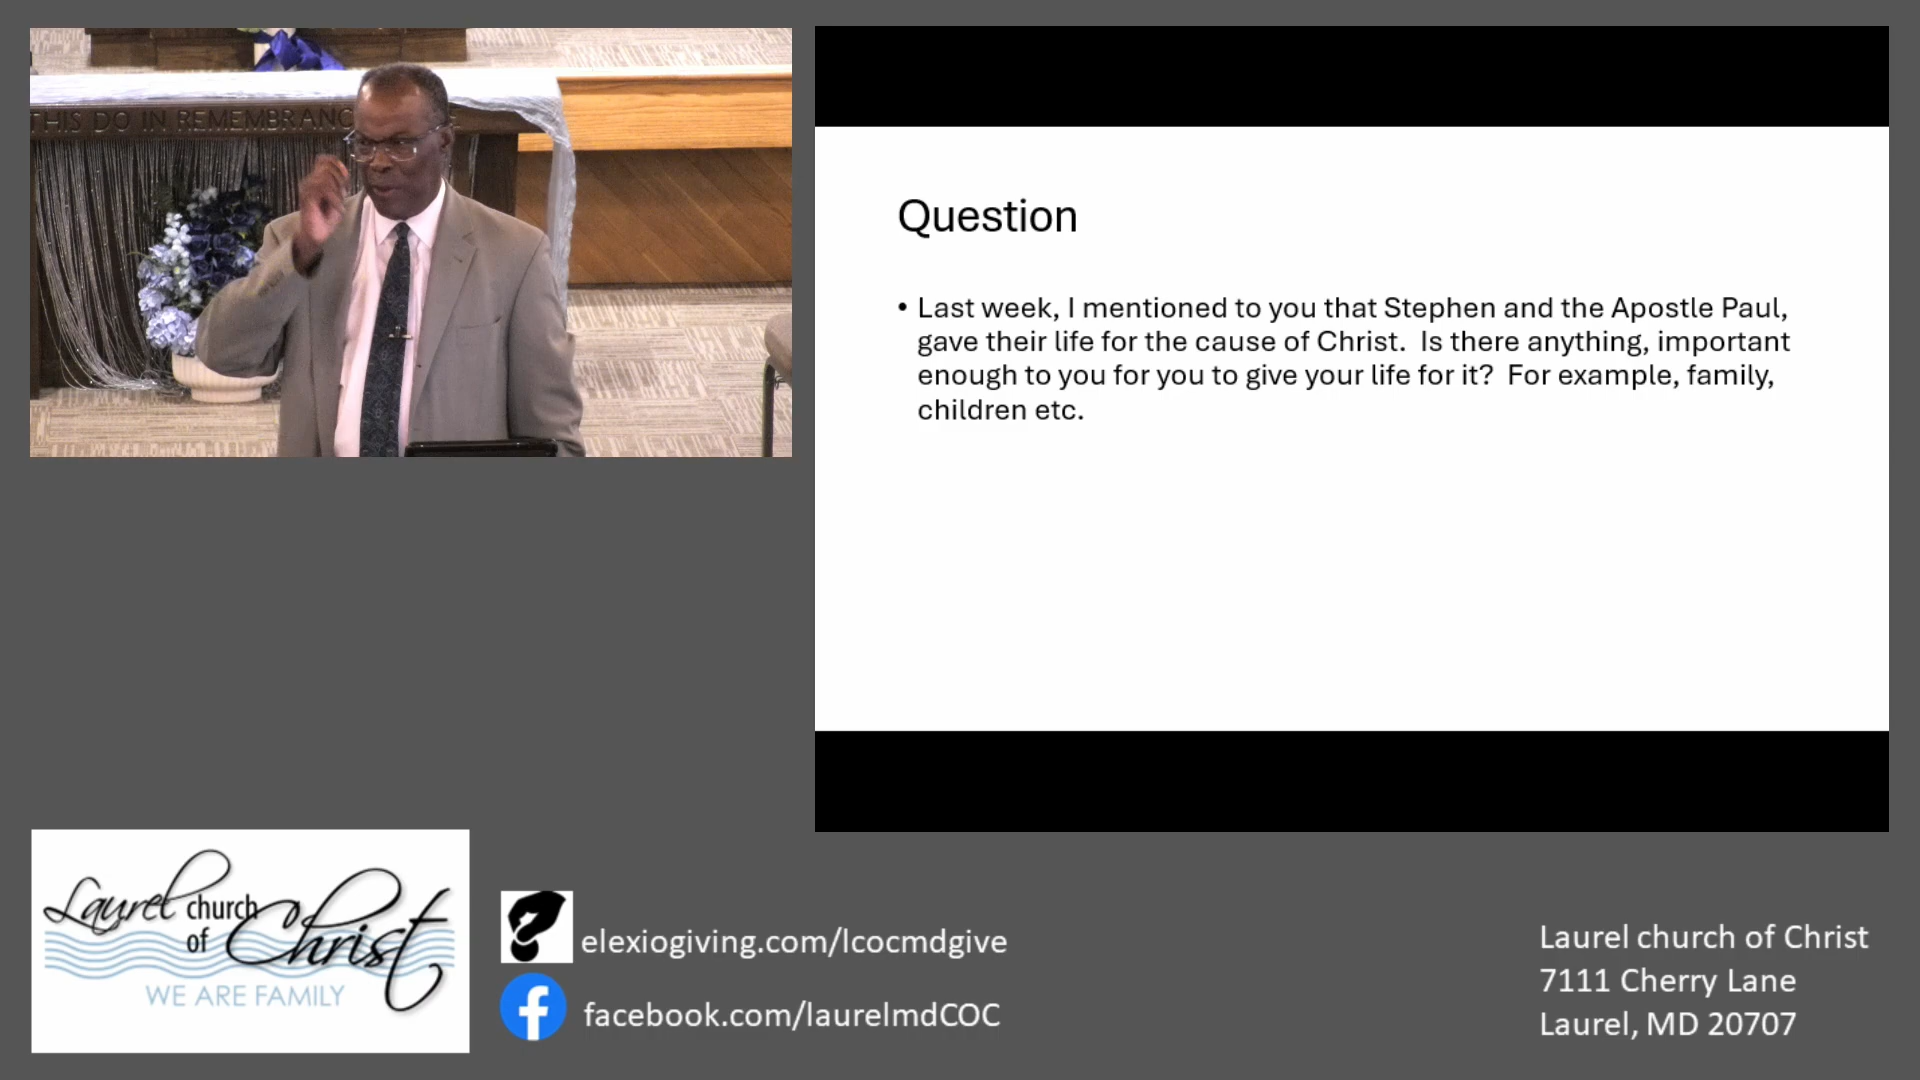 THIS DO IN REMEMBRANC
Question
• Last week, I mentioned to you that Stephen and the Apostle Paul,
gave their life for the cause of Christ.  Is there anything, important
enough to you for you to give your life for it?  For example, family,
children etc.
Laurel church
of Christ
WE ARE FAMILY
elexiogiving.com/lcocmdgive
facebook.com/laurelmdCOC
Laurel church of Christ
7111 Cherry Lane
Laurel, MD 20707